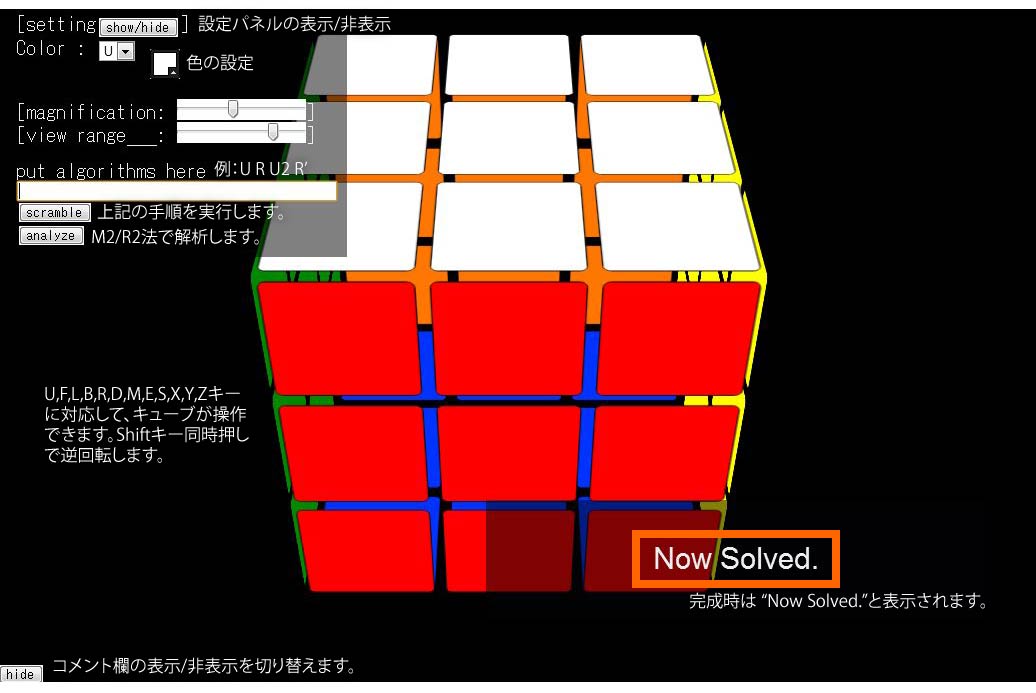 [setting show/hide ] 設定パネルの表示/非表示
Color : U
色の設定
[magnification: ]
[view range__: ]
put algorithms here 例:U R U2 R'
scramble 上記の手順を実行します。
analyze M2/R2法で解析します。
U,F,L,B,R,D,M,E,S,X,Y,Zキー
に対応して、キューブが操作
できます。Shiftキー同時押し
で逆回転します。
Now Solved.
完成時は “Now Solved.”と表示されます。
hide コメント欄の表示/非表示を切り替えます。